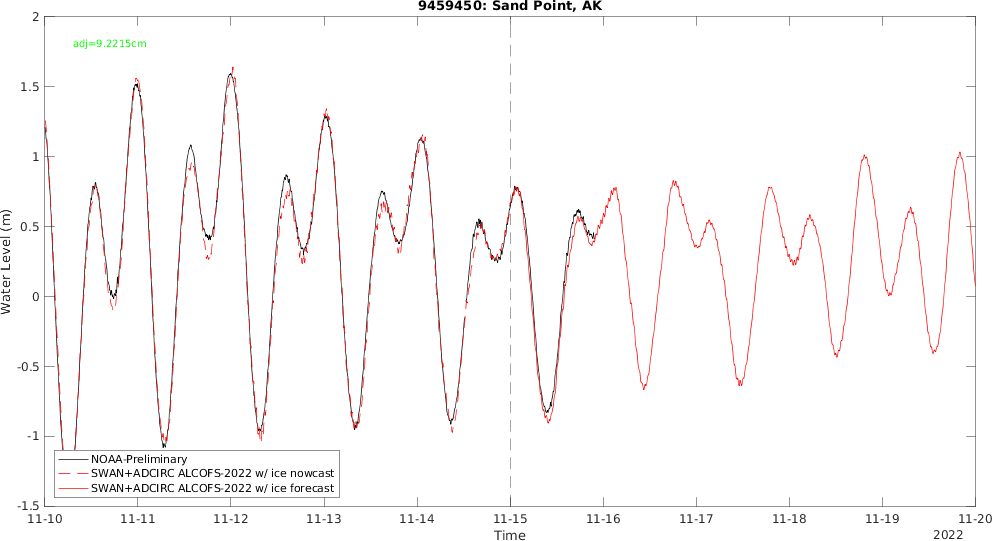 9459450: Sand Point, AK
adj=9.2215cm
2
1.5
1
0.5
0
-0.5
-1
-1.5
Water Level (m)
NOAA-Preliminary
SWAN+ADCIRC ALCOFS-2022 w/ ice nowcast
SWAN+ADCIRC ALCOFS-2022 w/ ice forecast
11-10 11-11 11-12 11-13 11-14 11-15 11-16 11-17 11-18 11-19 11-20
Time
2022